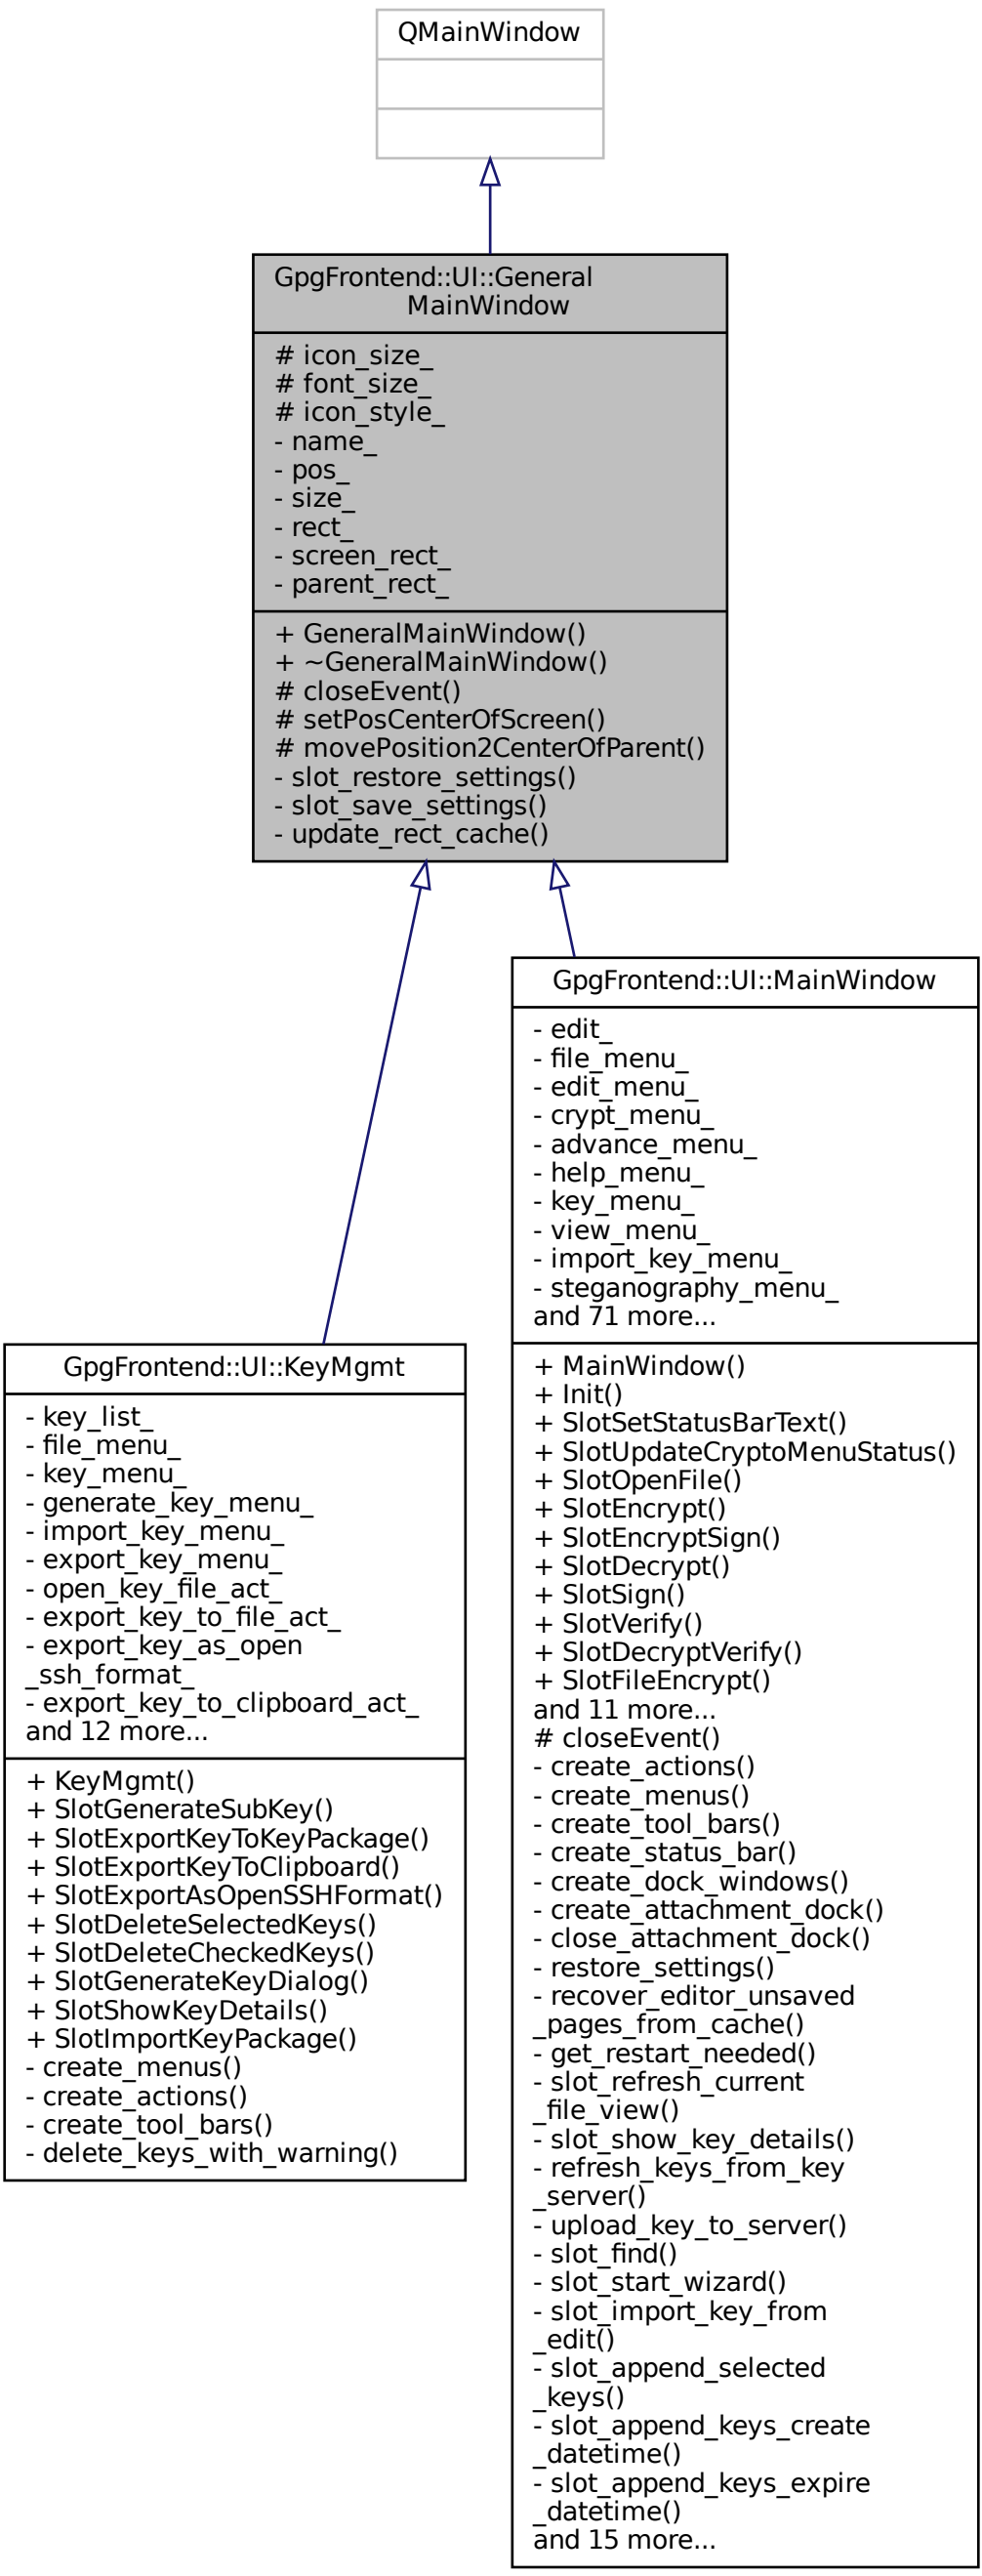 QMainWindow
GpgFrontend::UI::General
MainWindow
# icon_size_
# font_size_
# icon_style_
- name_
- pos_
- size_
- rect_
- screen_rect_
- parent_rect_
+ GeneralMainWindow()
+ ~GeneralMainWindow()
# closeEvent()
# setPosCenterOfScreen()
# movePosition2CenterOfParent()
- slot_restore_settings()
- slot_save_settings()
- update_rect_cache()
GpgFrontend::UI::KeyMgmt
- key_list_
- file_menu_
- key_menu_
- generate_key_menu_
- import_key_menu_
- export_key_menu_
- open_key_file_act_
- export_key_to_file_act_
- export_key_as_open
_ssh_format_
- export_key_to_clipboard_act_
and 12 more...
+ KeyMgmt()
+ SlotGenerateSubKey()
+ SlotExportKeyToKeyPackage()
+ SlotExportKeyToClipboard()
+ SlotExportAsOpenSSHFormat()
+ SlotDeleteSelectedKeys()
+ SlotDeleteCheckedKeys()
+ SlotGenerateKeyDialog()
+ SlotShowKeyDetails()
+ SlotImportKeyPackage()
- create_menus()
- create_actions()
- create_tool_bars()
- delete_keys_with_warning()
GpgFrontend::UI::MainWindow
- edit_
- file_menu_
- edit_menu_
- crypt_menu_
- advance_menu_
- help_menu_
- key_menu_
- view_menu_
- import_key_menu_
- steganography_menu_
and 71 more...
+ MainWindow()
+ Init()
+ SlotSetStatusBarText()
+ SlotUpdateCryptoMenuStatus()
+ SlotOpenFile()
+ SlotEncrypt()
+ SlotEncryptSign()
+ SlotDecrypt()
+ SlotSign()
+ SlotVerify()
+ SlotDecryptVerify()
+ SlotFileEncrypt()
and 11 more...
# closeEvent()
- create_actions()
- create_menus()
- create_tool_bars()
- create_status_bar()
- create_dock_windows()
- create_attachment_dock()
- close_attachment_dock()
- restore_settings()
- recover_editor_unsaved
_pages_from_cache()
- get_restart_needed()
- slot_refresh_current
_file_view()
- slot_show_key_details()
- refresh_keys_from_key
_server()
- upload_key_to_server()
- slot_find()
- slot_start_wizard()
- slot_import_key_from
_edit()
- slot_append_selected
_keys()
- slot_append_keys_create
_datetime()
- slot_append_keys_expire
_datetime()
and 15 more...